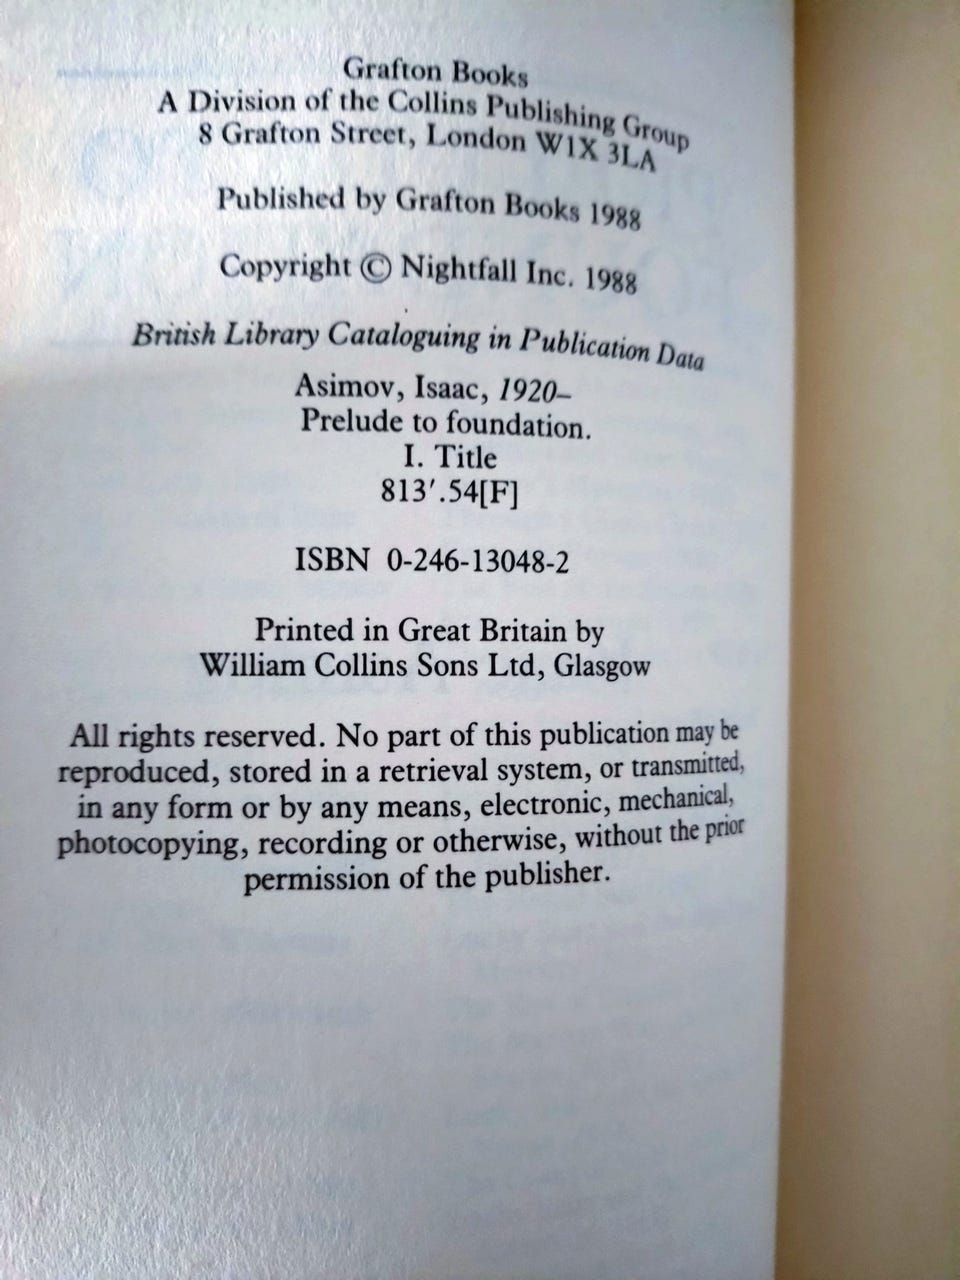 Grafton Books
A Division of the Collins Publishing Group
8 Grafton Street, London W1X 3LA
Published by Grafton Books 1988
Copyright © Nightfall Inc. 1988
British Library Cataloguing in Publication Data
Asimov, Isaac, 1920–
Prelude to foundation.
I. Title
813′.54[F]
ISBN 0-246-13048-2
Printed in Great Britain by
William Collins Sons Ltd, Glasgow
All rights reserved. No part of this publication may be
reproduced, stored in a retrieval system, or transmitted,
in any form or by any means, electronic, mechanical,
photocopying, recording or otherwise, without the prior
permission of the publisher.